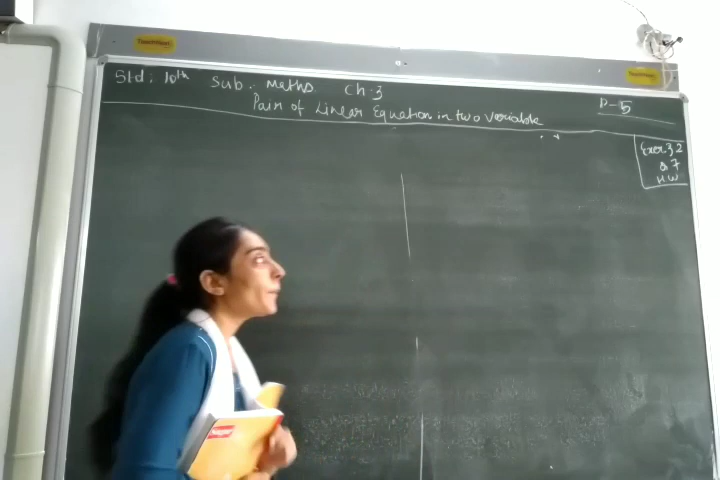 Std: 10th Sub: Maths Ch-3
Pair of Linear Equation in two variable
P-5
Exer 3.2
Q 7
H.W